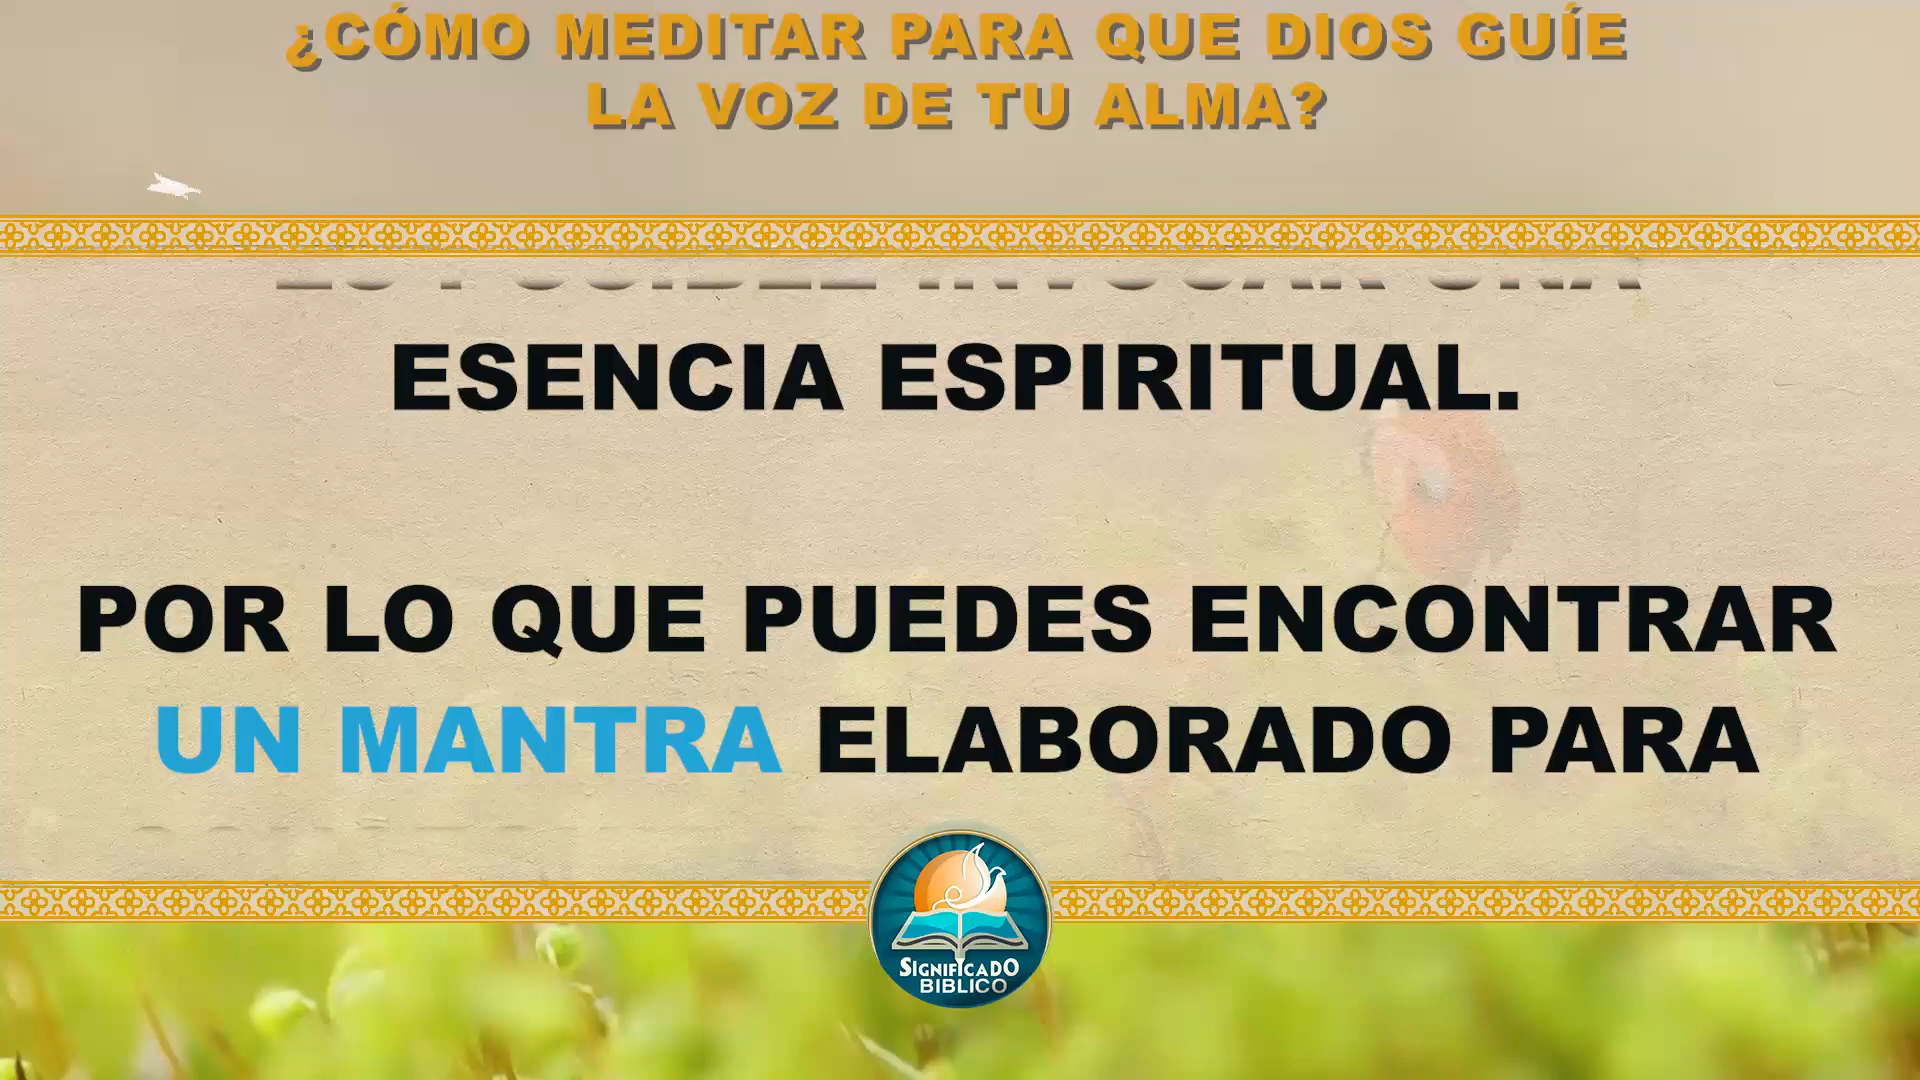 ¿CÓMO MEDITAR PARA QUE DIOS GUÍE
LA VOZ DE TU ALMA?
ESENCIA ESPIRITUAL.
POR LO QUE PUEDES ENCONTRAR
UN MANTRA ELABORADO PARA
SIGNIFICADO
BIBLICO